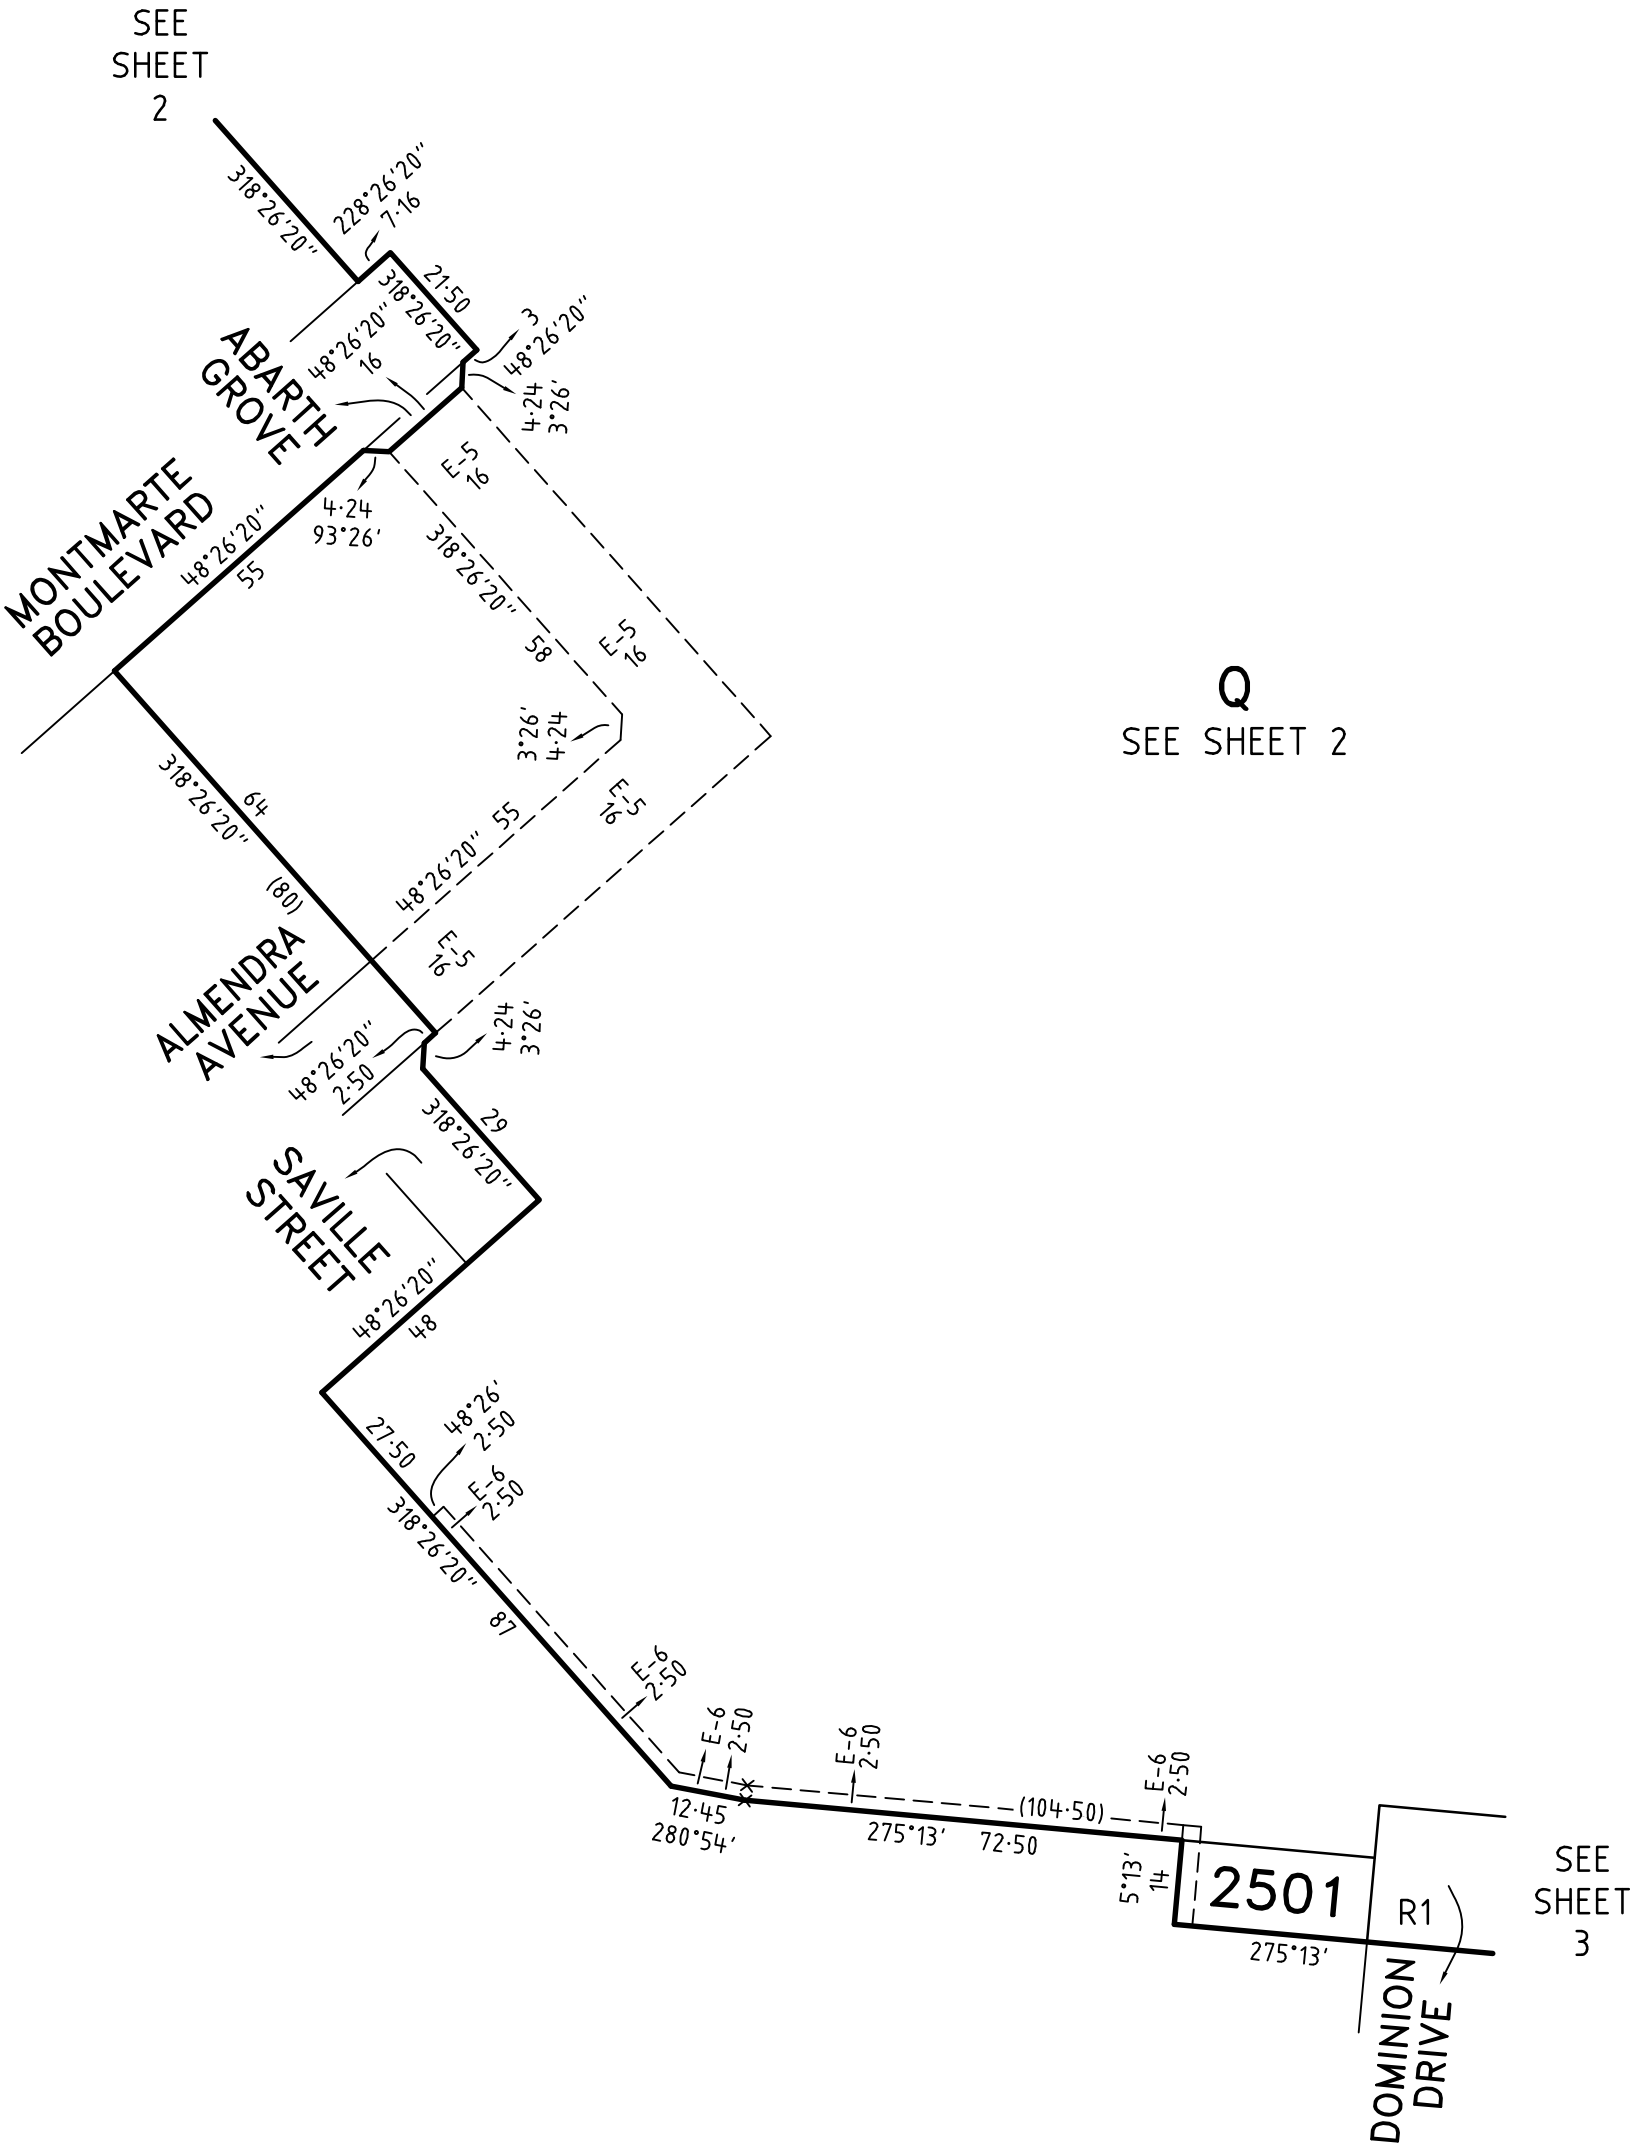 SEE
SHEET
2
318°26'20"
228°26'20"
7·16
21·50
318°26'20"
3
48°26'20"
48°26'20"
16
4·24
3°26'
ABARTH
GROVE
E-5
16
4·24
93°26'
MONTMARTE
BOULEVARD
48°26'20"
55
318°26'20"
58
E-5
16
Q
SEE SHEET 2
3°26'
4·24
64
318°26'20"
(80)
E-5
16
55
48°26'20"
E-5
16
ALMENDRA
AVENUE
48°26'20"
2·50
4·24
3°26'
29
318°26'20"
SAVILLE
STREET
48°26'20"
48
27·50
48°26'
2·50
E-6
2·50
318°26'20"
87
E-6
2·50
E-6
2·50
E-6
2·50
E-6
2·50
12·45
280°54'
(104·50)
275°13'
72·50
5°13'
14
2501
R1
SEE
SHEET
3
275°13'
DOMINION
DRIVE